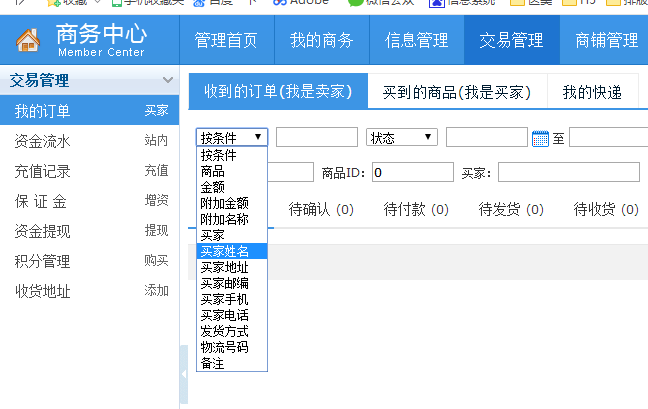 收藏 手机收藏夹 百度 Adobe 微信公众 信息系统 医美 H5 排版
商务中心
Member Center
管理首页 我的商务 信息管理 交易管理 商铺管理
交易管理
我的订单 买家
资金流水 站内
充值记录 充值
保 证 金 增资
资金提现 提现
积分管理 购买
收货地址 添加
收到的订单(我是卖家) 买到的商品(我是买家) 我的快递
按条件 状态 至
商品ID: 0 买家:
待确认 (0) 待付款 (0) 待发货 (0) 待收货 (0)
按条件
商品
金额
附加金额
附加名称
买家
买家姓名
买家地址
买家邮编
买家手机
买家电话
发货方式
物流号码
备注